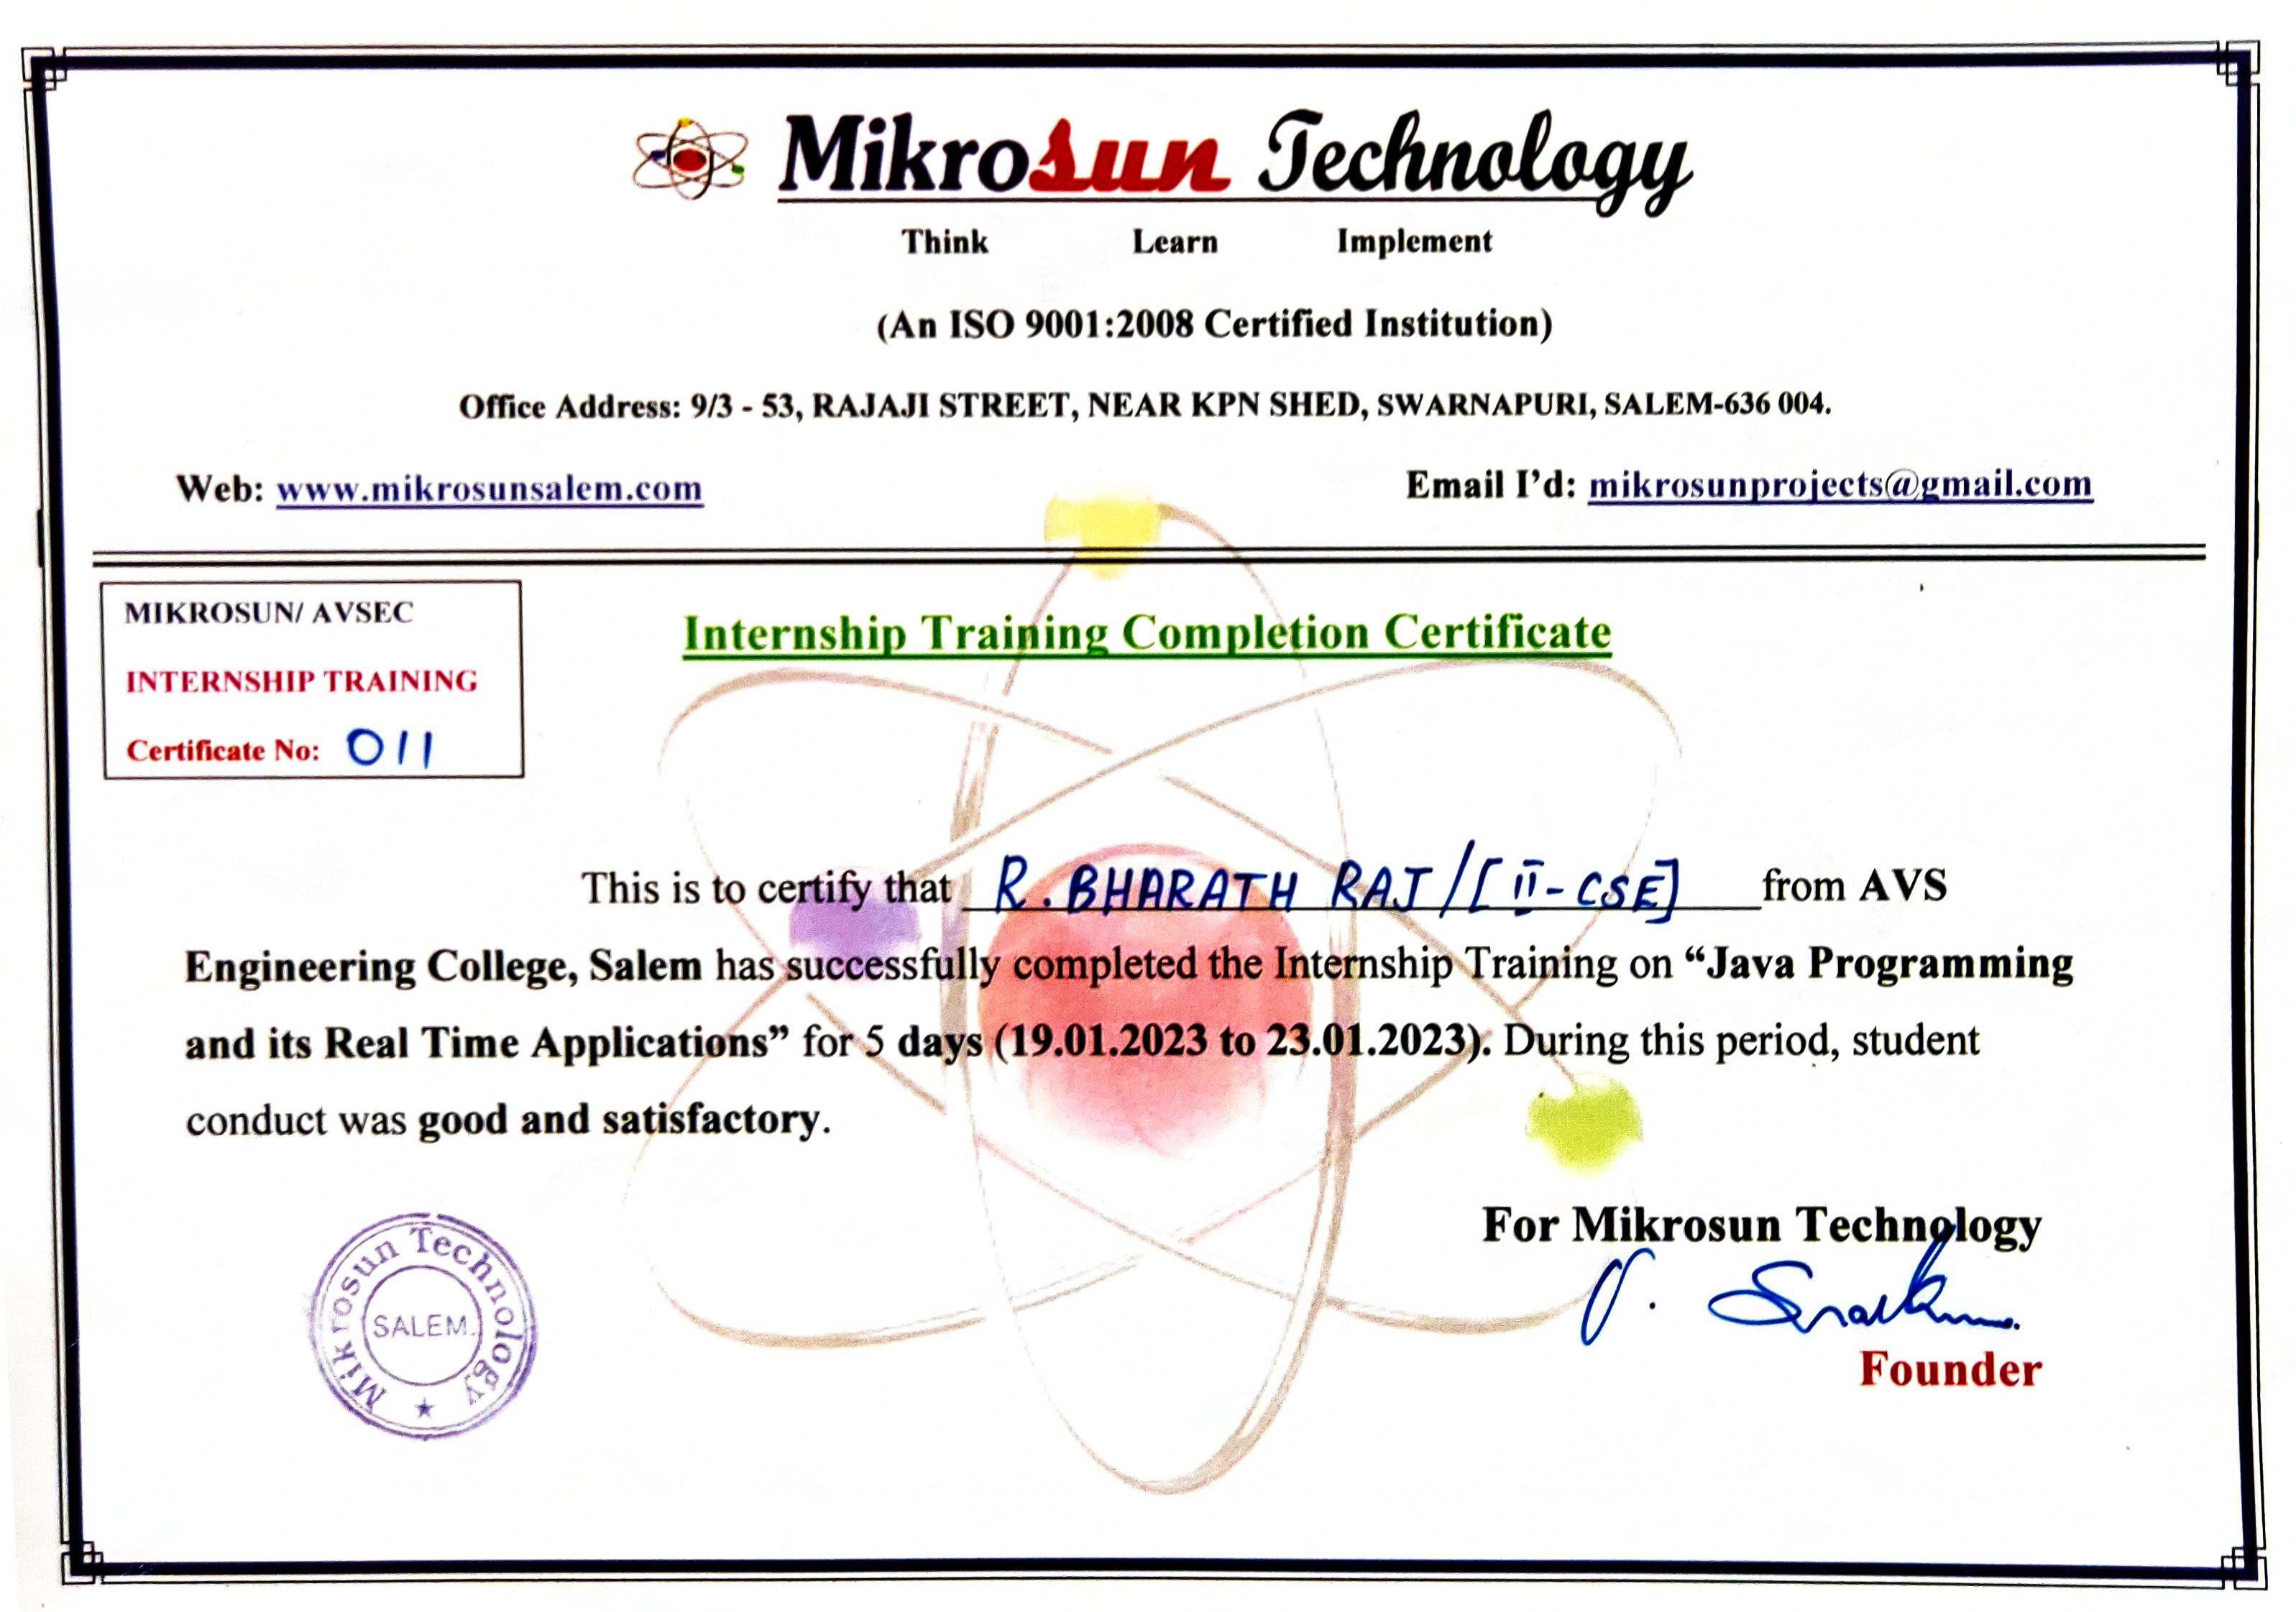 Mikrosun Technology
Think Learn Implement
(An ISO 9001:2008 Certified Institution)
Office Address: 9/3 - 53, RAJAJI STREET, NEAR KPN SHED, SWARNAPURI, SALEM-636 004.
Web: www.mikrosunsalem.com Email I'd: mikrosunprojects@gmail.com
MIKROSUN/ AVSEC
INTERNSHIP TRAINING
Certificate No: 011
Internship Training Completion Certificate
This is to certify that R. BHARATH RAJ / [II - CSE] from AVS
Engineering College, Salem has successfully completed the Internship Training on “Java Programming
and its Real Time Applications” for 5 days (19.01.2023 to 23.01.2023). During this period, student
conduct was good and satisfactory.
For Mikrosun Technology
Founder
Mikrosun Technology
SALEM.